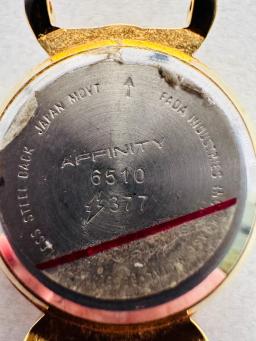 JAPAN MOVT
FADA INDUSTRIES
STEEL BACK
AFFINITY
6510
377